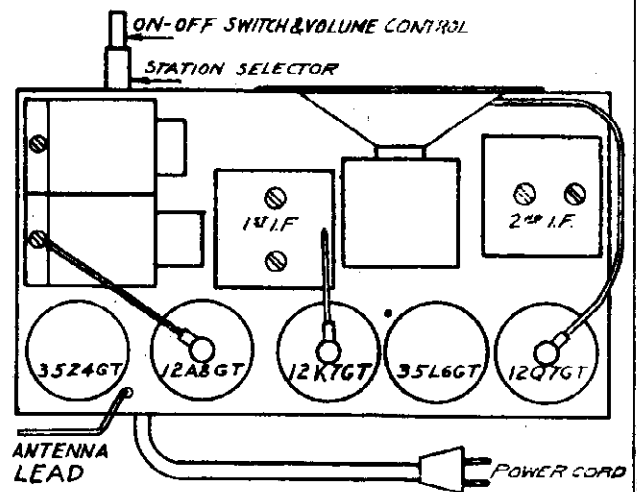 ON-OFF SWITCH & VOLUME CONTROL
STATION SELECTOR
1ST I.F
2ND I.F.
35Z4GT
12A8GT
12K7GT
35L6GT
12Q7GT
ANTENNA
LEAD
POWER CORD